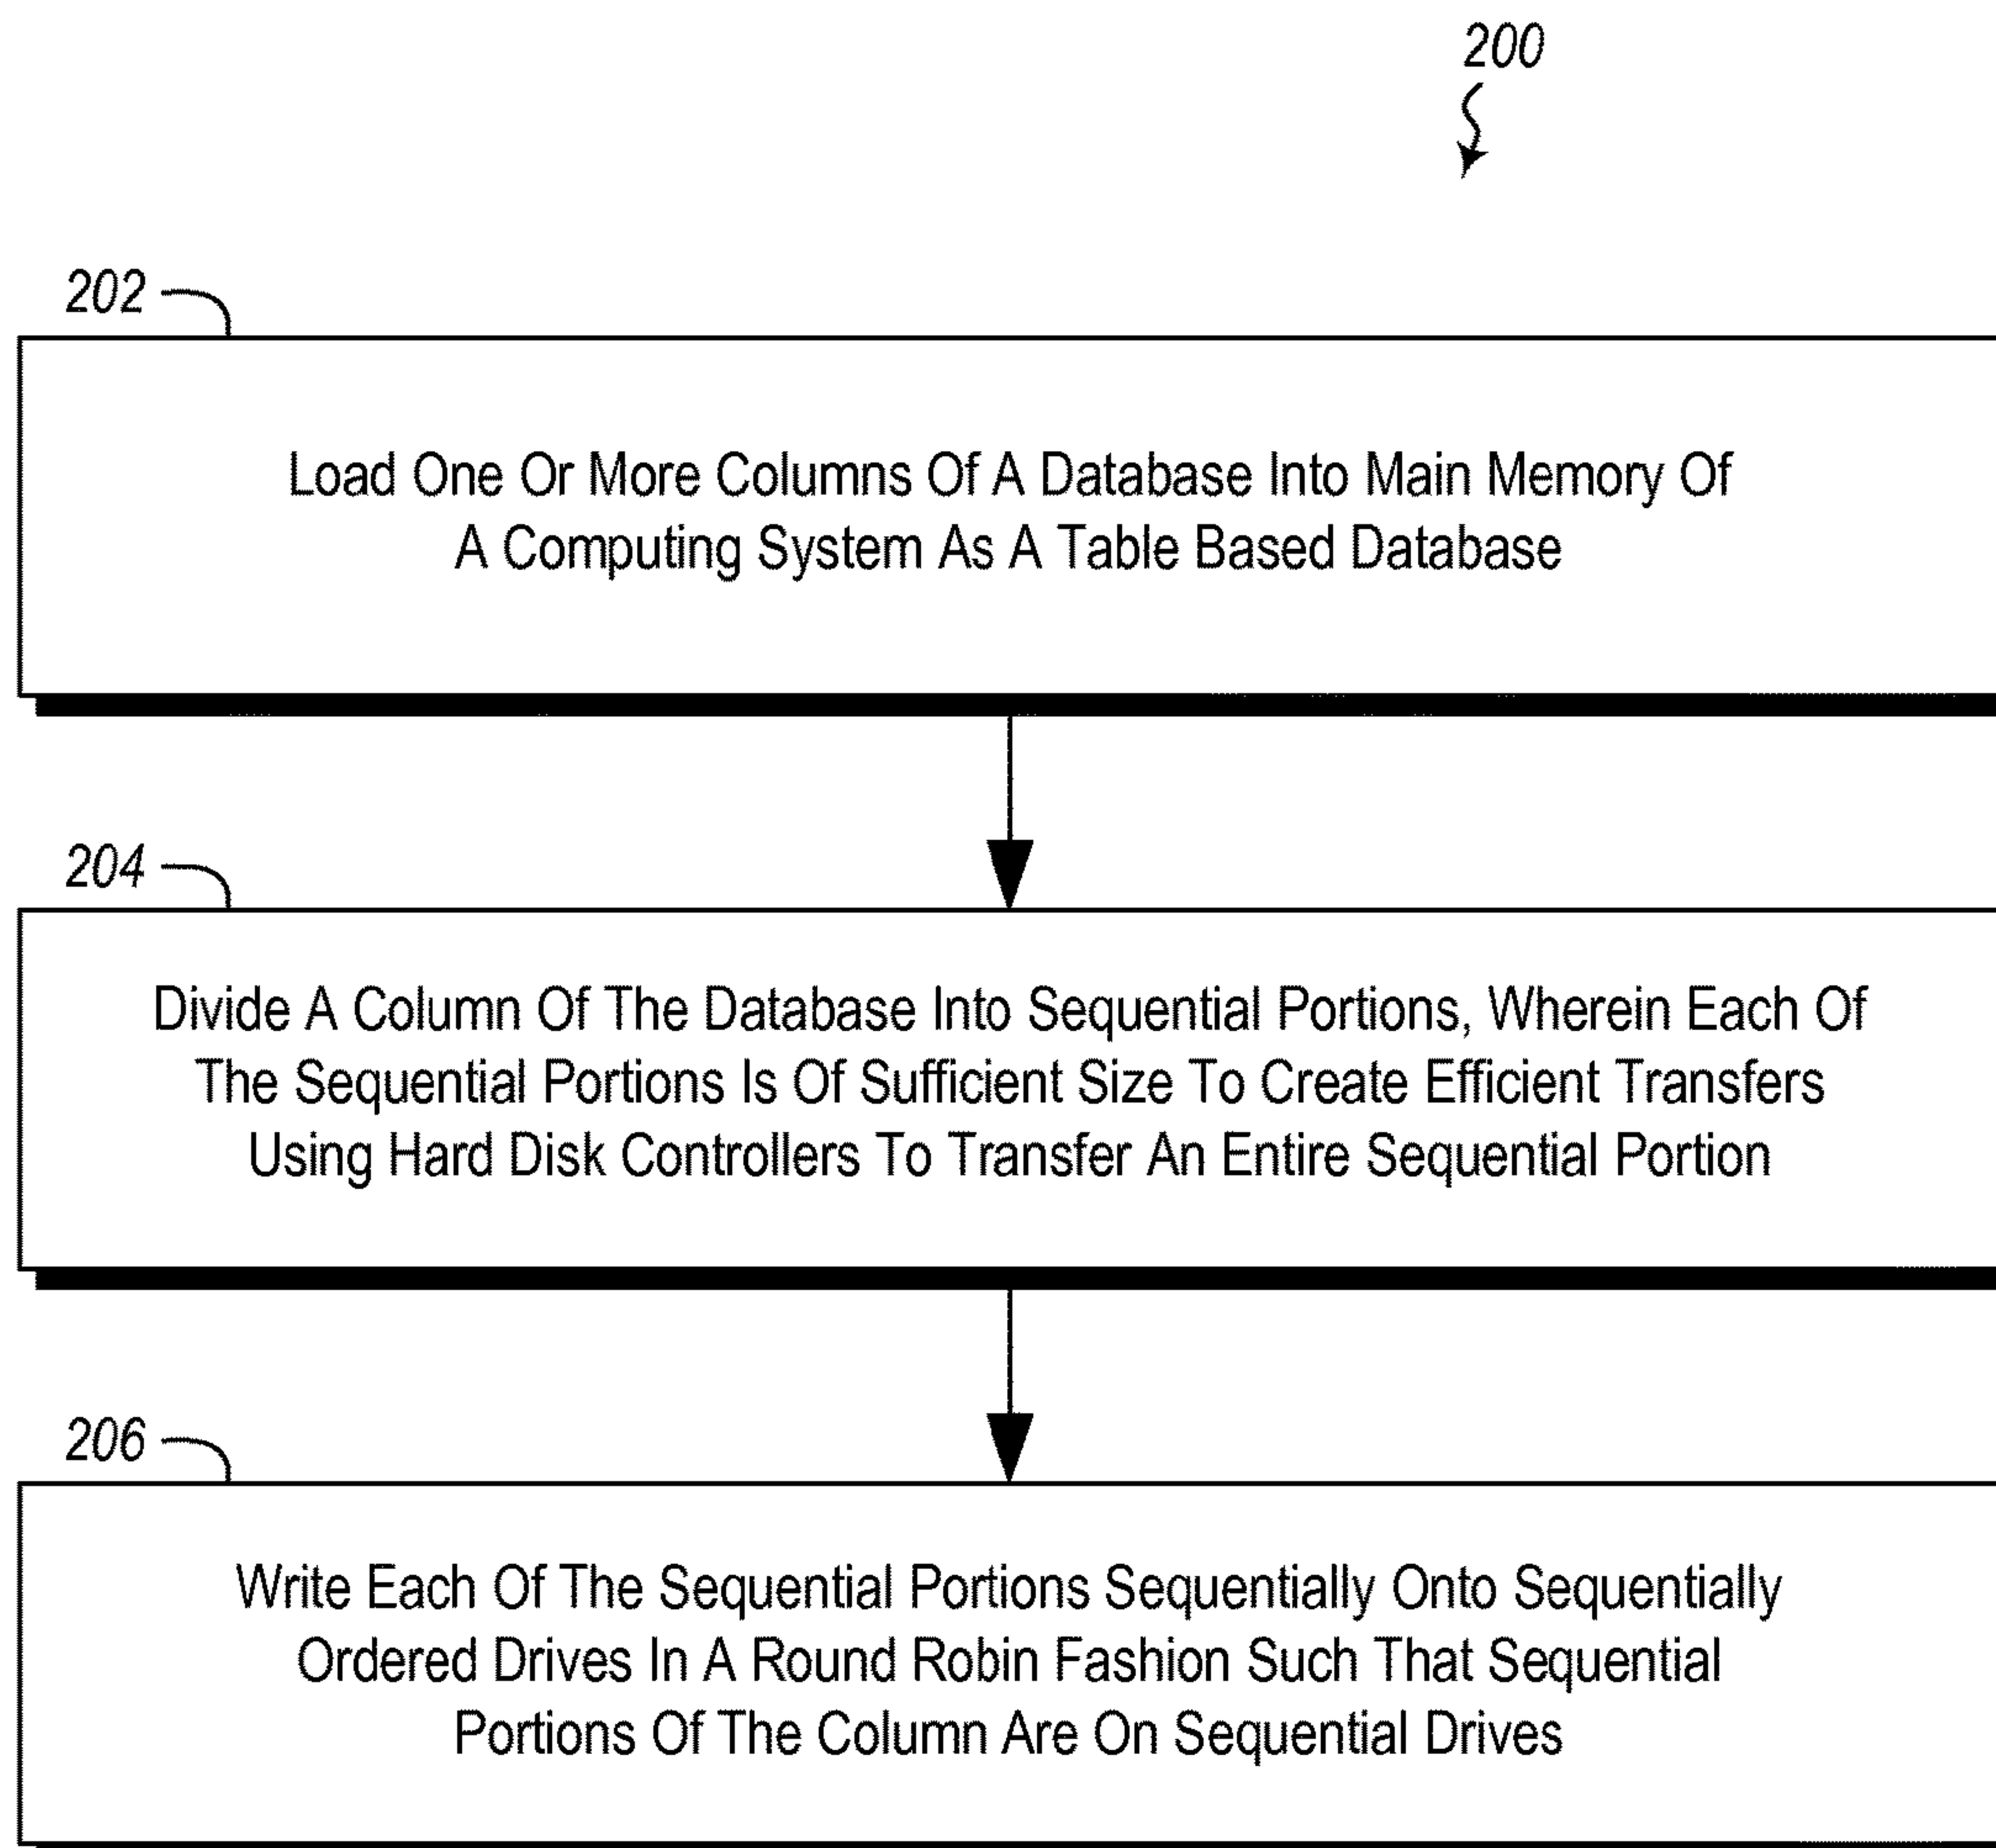 200
202
Load One Or More Columns Of A Database Into Main Memory Of
A Computing System As A Table Based Database
204
Divide A Column Of The Database Into Sequential Portions, Wherein Each Of
The Sequential Portions Is Of Sufficient Size To Create Efficient Transfers
Using Hard Disk Controllers To Transfer An Entire Sequential Portion
206
Write Each Of The Sequential Portions Sequentially Onto Sequentially
Ordered Drives In A Round Robin Fashion Such That Sequential
Portions Of The Column Are On Sequential Drives